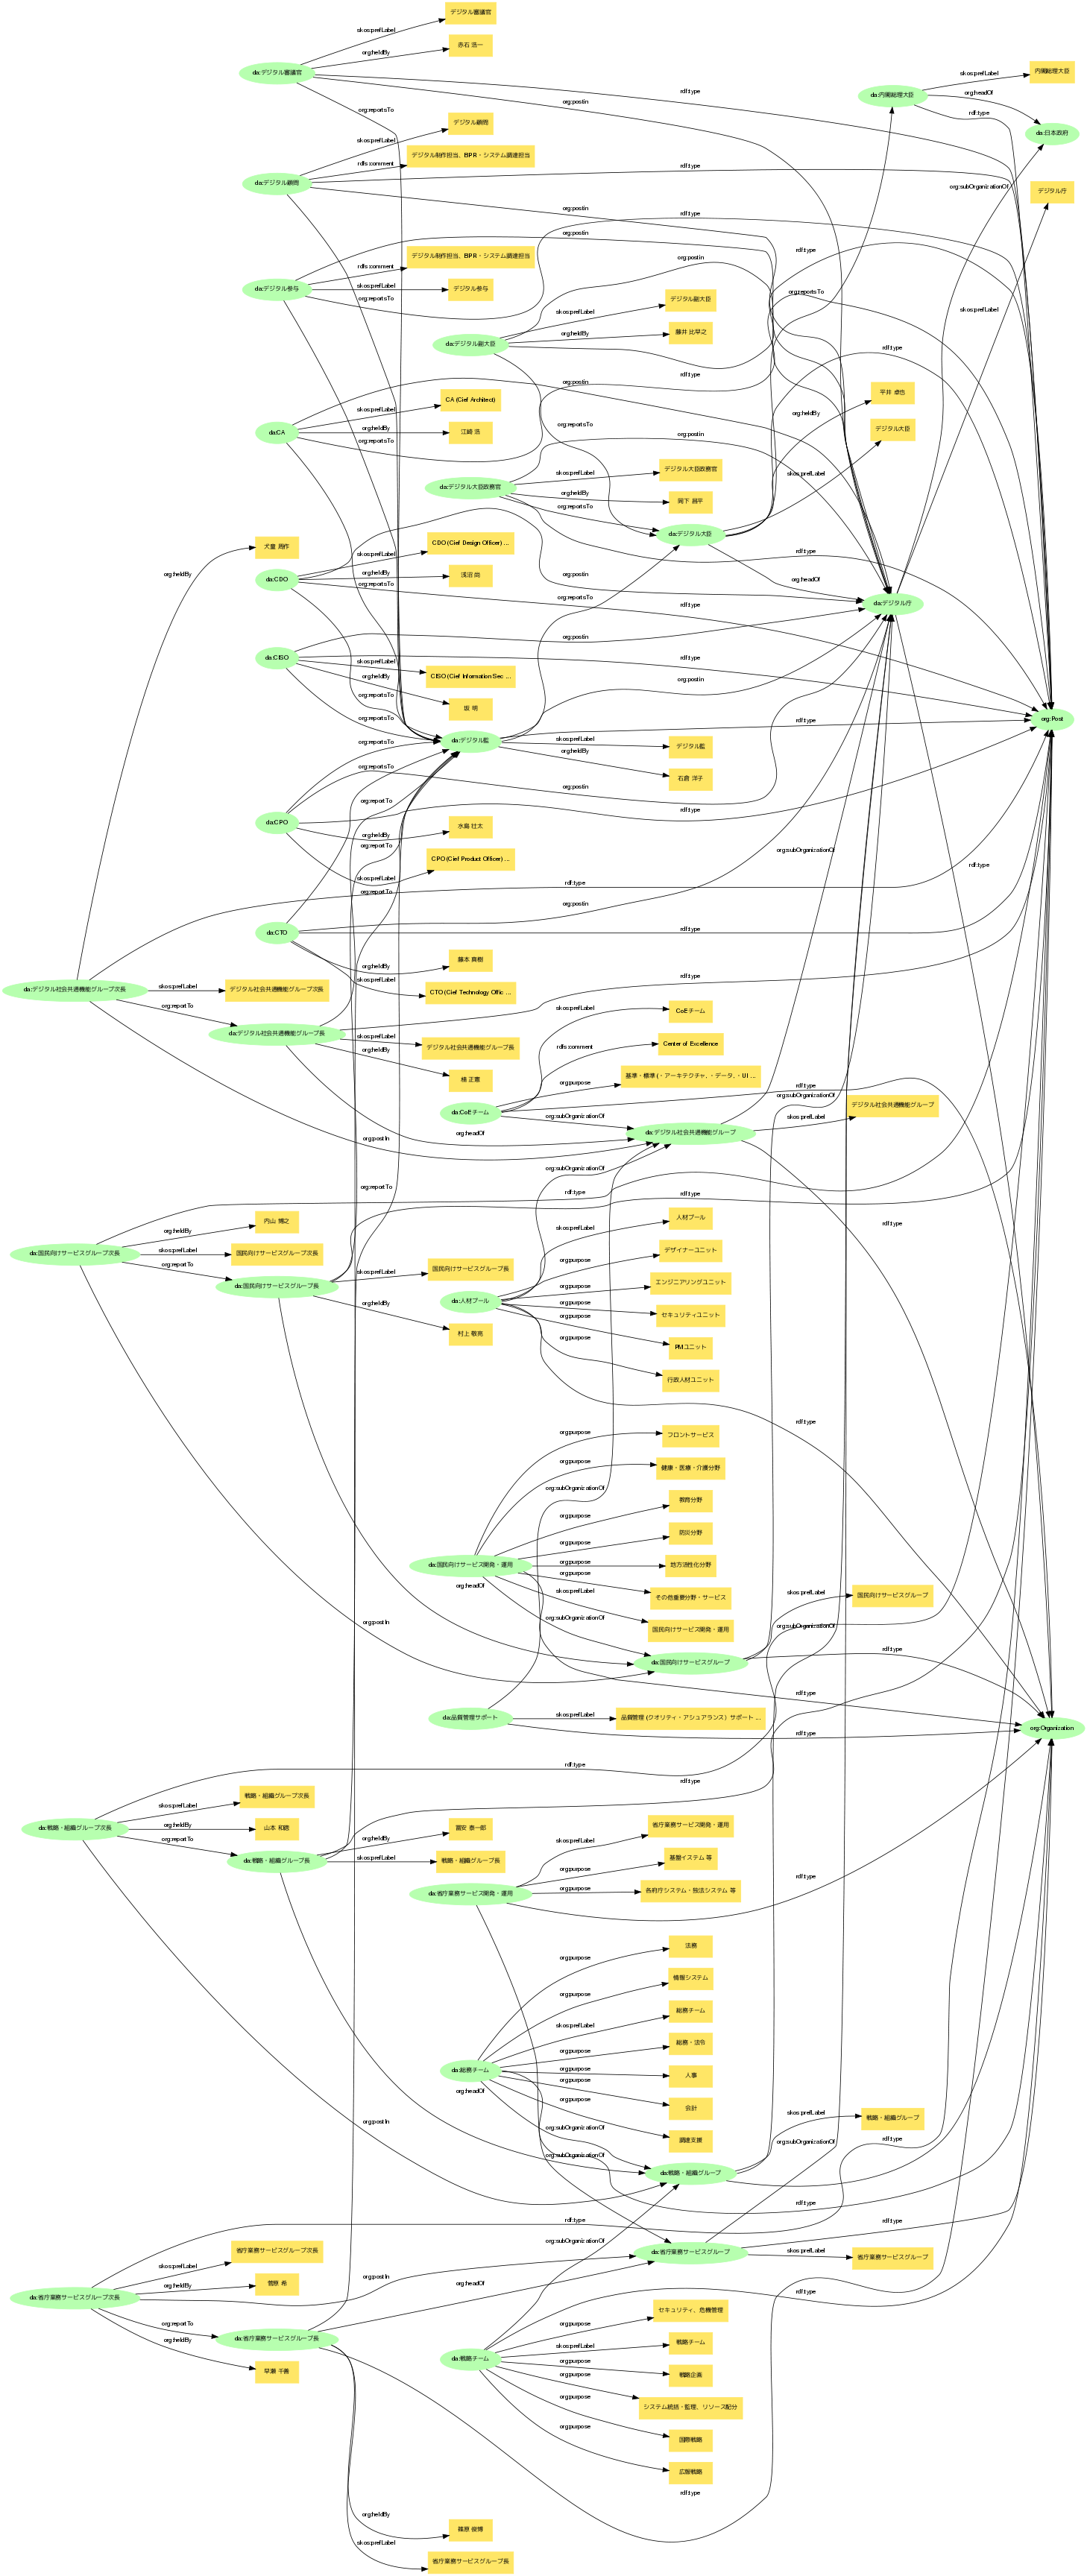 デジタル審議官
skos:prefLabel
赤石 浩一
org:heldBy
da:デジタル審議官
内閣総理大臣
skos:prefLabel
rdf:type
da:内閣総理大臣
org:headOf
org:reportsTo
org:postIn
rdf:type
da:日本政府
デジタル顧問
skos:prefLabel
デジタル制作担当、BPR・システム調達担当
rdfs:comment
da:デジタル顧問
rdf:type
org:subOrganizationOf
デジタル庁
org:postIn
rdf:type
org:postIn
デジタル制作担当、BPR・システム調達担当
rdfs:comment
rdf:type
org:postIn
da:デジタル参与
skos:prefLabel
デジタル参与
org:reportsTo
デジタル副大臣
org:reportsTo
skos:prefLabel
skos:prefLabel
藤井 比早之
org:heldBy
da:デジタル副大臣
rdf:type
rdf:type
org:postIn
平井 卓也
CA (Cief Architect)
skos:prefLabel
org:heldBy
da:CA
org:heldBy
江崎 浩
org:reportsTo
org:reportsTo
デジタル大臣
org:postIn
デジタル大臣政務官
skos:prefLabel
skos:prefLabel
da:デジタル大臣政務官
org:heldBy
岡下 昌平
org:reportsTo
da:デジタル大臣
CDO (Cief Design Officer) ...
skos:prefLabel
犬童 周作
org:heldBy
rdf:type
da:CDO
org:heldBy
浅沼 尚
org:postIn
org:headOf
org:reportsTo
org:reportsTo
rdf:type
da:デジタル庁
org:postIn
da:CISO
skos:prefLabel
rdf:type
CISO (Cief Information Sec ...
org:heldBy
org:postIn
坂 明
org:reportsTo
org:Post
da:デジタル監
rdf:type
org:reportsTo
skos:prefLabel
デジタル監
org:heldBy
石倉 洋子
org:reportTo
org:postIn
da:CPO
rdf:type
水島 壮太
org:heldBy
org:reportTo
CPO (Cief Product Officer) ...
skos:prefLabel
org:subOrganizationOf
rdf:type
rdf:type
org:reportTo
org:postIn
da:CTO
rdf:type
藤本 真樹
org:heldBy
rdf:type
skos:prefLabel
CTO (Cief Technology Offic ...
da:デジタル社会共通機能グループ次長
skos:prefLabel
デジタル社会共通機能グループ次長
org:reportTo
CoEチーム
skos:prefLabel
da:デジタル社会共通機能グループ長
skos:prefLabel
デジタル社会共通機能グループ長
Center of Excellence
rdfs:comment
org:heldBy
楠 正憲
基準・標準 (・アーキテクチャ、・データ、・UI ...
org:purpose
rdf:type
org:subOrganizationOf
デジタル社会共通機能グループ
da:CoEチーム
org:subOrganizationOf
skos:prefLabel
da:デジタル社会共通機能グループ
org:headOf
org:postIn
org:subOrganizationOf
org:reportTo
rdf:type
rdf:type
人材プール
skos:prefLabel
内山 博之
org:heldBy
rdf:type
デザイナーユニット
org:purpose
da:国民向けサービスグループ次長
skos:prefLabel
国民向けサービスグループ次長
org:reportTo
国民向けサービスグループ長
skos:prefLabel
da:国民向けサービスグループ長
エンジニアリングユニット
org:purpose
da:人材プール
org:purpose
セキュリティユニット
org:heldBy
村上 敬亮
org:purpose
PMユニット
org:purpose
行政人材ユニット
rdf:type
フロントサービス
org:purpose
健康・医療・介護分野
org:purpose
org:subOrganizationOf
教育分野
org:purpose
防災分野
org:purpose
da:国民向けサービス開発・運用
org:purpose
地方活性化分野
org:purpose
org:headOf
skos:prefLabel
その他重要分野・サービス
国民向けサービス開発・運用
skos:prefLabel
国民向けサービスグループ
org:postIn
org:subOrganizationOf
org:subOrganizationOf
da:国民向けサービスグループ
rdf:type
rdf:type
da:品質管理サポート
skos:prefLabel
品質管理 (クオリティ・アシュアランス）サポート ...
rdf:type
org:Organization
rdf:type
戦略・組織グループ次長
skos:prefLabel
rdf:type
da:戦略・組織グループ次長
org:heldBy
山本 和徳
冨安 泰一郎
org:heldBy
org:reportTo
省庁業務サービス開発・運用
skos:prefLabel
da:戦略・組織グループ長
skos:prefLabel
戦略・組織グループ長
基盤イステム 等
org:purpose
da:省庁業務サービス開発・運用
org:purpose
各府庁システム・独法システム 等
rdf:type
法務
org:purpose
情報システム
org:purpose
総務チーム
skos:prefLabel
総務・法令
org:purpose
da:総務チーム
org:purpose
人事
org:purpose
会計
org:headOf
org:purpose
調達支援
戦略・組織グループ
skos:prefLabel
org:postIn
org:subOrganizationOf
org:subOrganizationOf
org:subOrganizationOf
da:戦略・組織グループ
rdf:type
rdf:type
rdf:type
省庁業務サービスグループ次長
skos:prefLabel
org:subOrganizationOf
rdf:type
da:省庁業務サービスグループ
skos:prefLabel
省庁業務サービスグループ
org:postIn
org:headOf
菅原 希
org:heldBy
da:省庁業務サービスグループ次長
rdf:type
セキュリティ、危機管理
org:purpose
org:reportTo
da:省庁業務サービスグループ長
戦略チーム
skos:prefLabel
org:heldBy
早瀬 千善
da:戦略チーム
org:purpose
戦略企画
org:purpose
システム統括・監理、リソース配分
org:purpose
国際戦略
org:purpose
広報戦略
rdf:type
org:heldBy
篠原 俊博
skos:prefLabel
省庁業務サービスグループ長